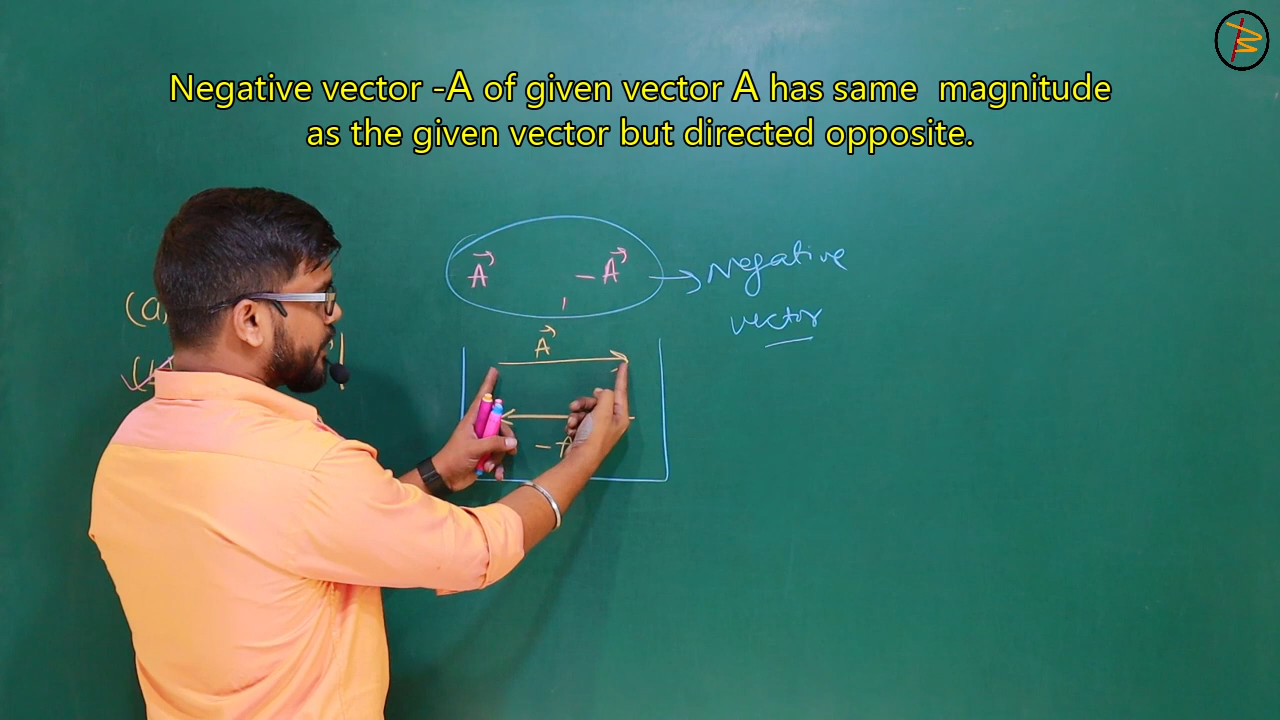 Negative vector -A of given vector A has same magnitude
as the given vector but directed opposite.
(a)
A⃗ - A⃗ → Negative
vector
A⃗
- A